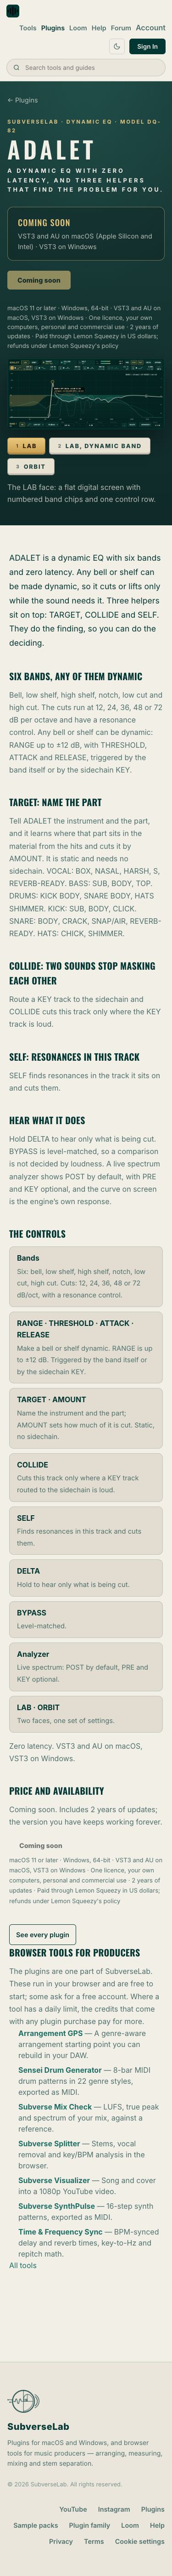 Tools Plugins Loom Help Forum Account
Sign In
Search tools and guides
← Plugins
SUBVERSELAB · DYNAMIC EQ · MODEL DQ-
82
ADALET
A DYNAMIC EQ WITH ZERO
LATENCY, AND THREE HELPERS
THAT FIND THE PROBLEM FOR YOU.
COMING SOON
VST3 and AU on macOS (Apple Silicon and
Intel) · VST3 on Windows
Coming soon
macOS 11 or later · Windows, 64-bit · VST3 and AU on
macOS, VST3 on Windows · One licence, your own
computers, personal and commercial use · 2 years of
updates · Paid through Lemon Squeezy in US dollars;
refunds under Lemon Squeezy's policy
1 LAB
2 LAB, DYNAMIC BAND
3 ORBIT
The LAB face: a flat digital screen with
numbered band chips and one control row.
ADALET is a dynamic EQ with six bands
and zero latency. Any bell or shelf can
be made dynamic, so it cuts or lifts only
while the sound needs it. Three helpers
sit on top: TARGET, COLLIDE and SELF.
They do the finding, so you can do the
deciding.
SIX BANDS, ANY OF THEM DYNAMIC
Bell, low shelf, high shelf, notch, low cut and
high cut. The cuts run at 12, 24, 36, 48 or 72
dB per octave and have a resonance
control. Any bell or shelf can be dynamic:
RANGE up to ±12 dB, with THRESHOLD,
ATTACK and RELEASE, triggered by the
band itself or by the sidechain KEY.
TARGET: NAME THE PART
Tell ADALET the instrument and the part,
and it learns where that part sits in the
material from the hits and cuts it by
AMOUNT. It is static and needs no
sidechain. VOCAL: BOX, NASAL, HARSH, S,
REVERB-READY. BASS: SUB, BODY, TOP.
DRUMS: KICK BODY, SNARE BODY, HATS
SHIMMER. KICK: SUB, BODY, CLICK.
SNARE: BODY, CRACK, SNAP/AIR, REVERB-
READY. HATS: CHICK, SHIMMER.
COLLIDE: TWO SOUNDS STOP MASKING
EACH OTHER
Route a KEY track to the sidechain and
COLLIDE cuts this track only where the KEY
track is loud.
SELF: RESONANCES IN THIS TRACK
SELF finds resonances in the track it sits on
and cuts them.
HEAR WHAT IT DOES
Hold DELTA to hear only what is being cut.
BYPASS is level-matched, so a comparison
is not decided by loudness. A live spectrum
analyzer shows POST by default, with PRE
and KEY optional, and the curve on screen
is the engine's own response.
THE CONTROLS
Bands
Six: bell, low shelf, high shelf, notch, low
cut, high cut. Cuts: 12, 24, 36, 48 or 72
dB/oct, with a resonance control.
RANGE · THRESHOLD · ATTACK ·
RELEASE
Make a bell or shelf dynamic. RANGE is up
to ±12 dB. Triggered by the band itself or
by the sidechain KEY.
TARGET · AMOUNT
Name the instrument and the part;
AMOUNT sets how much of it is cut. Static,
no sidechain.
COLLIDE
Cuts this track only where a KEY track
routed to the sidechain is loud.
SELF
Finds resonances in this track and cuts
them.
DELTA
Hold to hear only what is being cut.
BYPASS
Level-matched.
Analyzer
Live spectrum: POST by default, PRE and
KEY optional.
LAB · ORBIT
Two faces, one set of settings.
Zero latency. VST3 and AU on macOS,
VST3 on Windows.
PRICE AND AVAILABILITY
Coming soon. Includes 2 years of updates;
the version you have keeps working forever.
Coming soon
macOS 11 or later · Windows, 64-bit · VST3 and AU on
macOS, VST3 on Windows · One licence, your own
computers, personal and commercial use · 2 years of
updates · Paid through Lemon Squeezy in US dollars;
refunds under Lemon Squeezy's policy
See every plugin
BROWSER TOOLS FOR PRODUCERS
The plugins are one part of SubverseLab.
These run in your browser and are free to
start; some ask for a free account. Where a
tool has a daily limit, the credits that come
with any plugin purchase pay for more.
Arrangement GPS — A genre-aware
arrangement starting point you can
rebuild in your DAW.
Sensei Drum Generator — 8-bar MIDI
drum patterns in 22 genre styles,
exported as MIDI.
Subverse Mix Check — LUFS, true peak
and spectrum of your mix, against a
reference.
Subverse Splitter — Stems, vocal
removal and key/BPM analysis in the
browser.
Subverse Visualizer — Song and cover
into a 1080p YouTube video.
Subverse SynthPulse — 16-step synth
patterns, exported as MIDI.
Time & Frequency Sync — BPM-synced
delay and reverb times, key-to-Hz and
repitch math.
All tools
SubverseLab
Plugins for macOS and Windows, and browser
tools for music producers — arranging, measuring,
mixing and stem separation.
© 2026 SubverseLab. All rights reserved.
YouTube Instagram Plugins
Sample packs Plugin family Loom Help
Privacy Terms Cookie settings